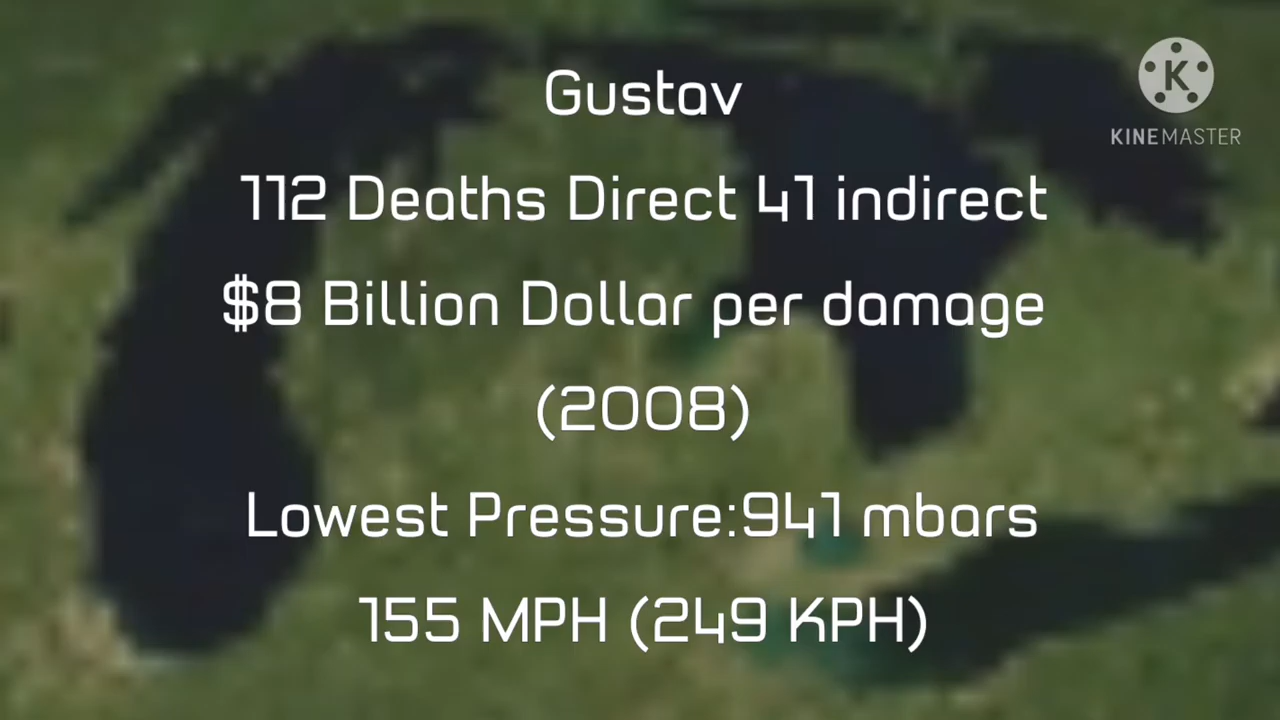 Gustav
K
KINEMASTER
112 Deaths Direct 41 indirect
$8 Billion Dollar per damage
(2008)
Lowest Pressure:941 mbars
155 MPH (249 KPH)